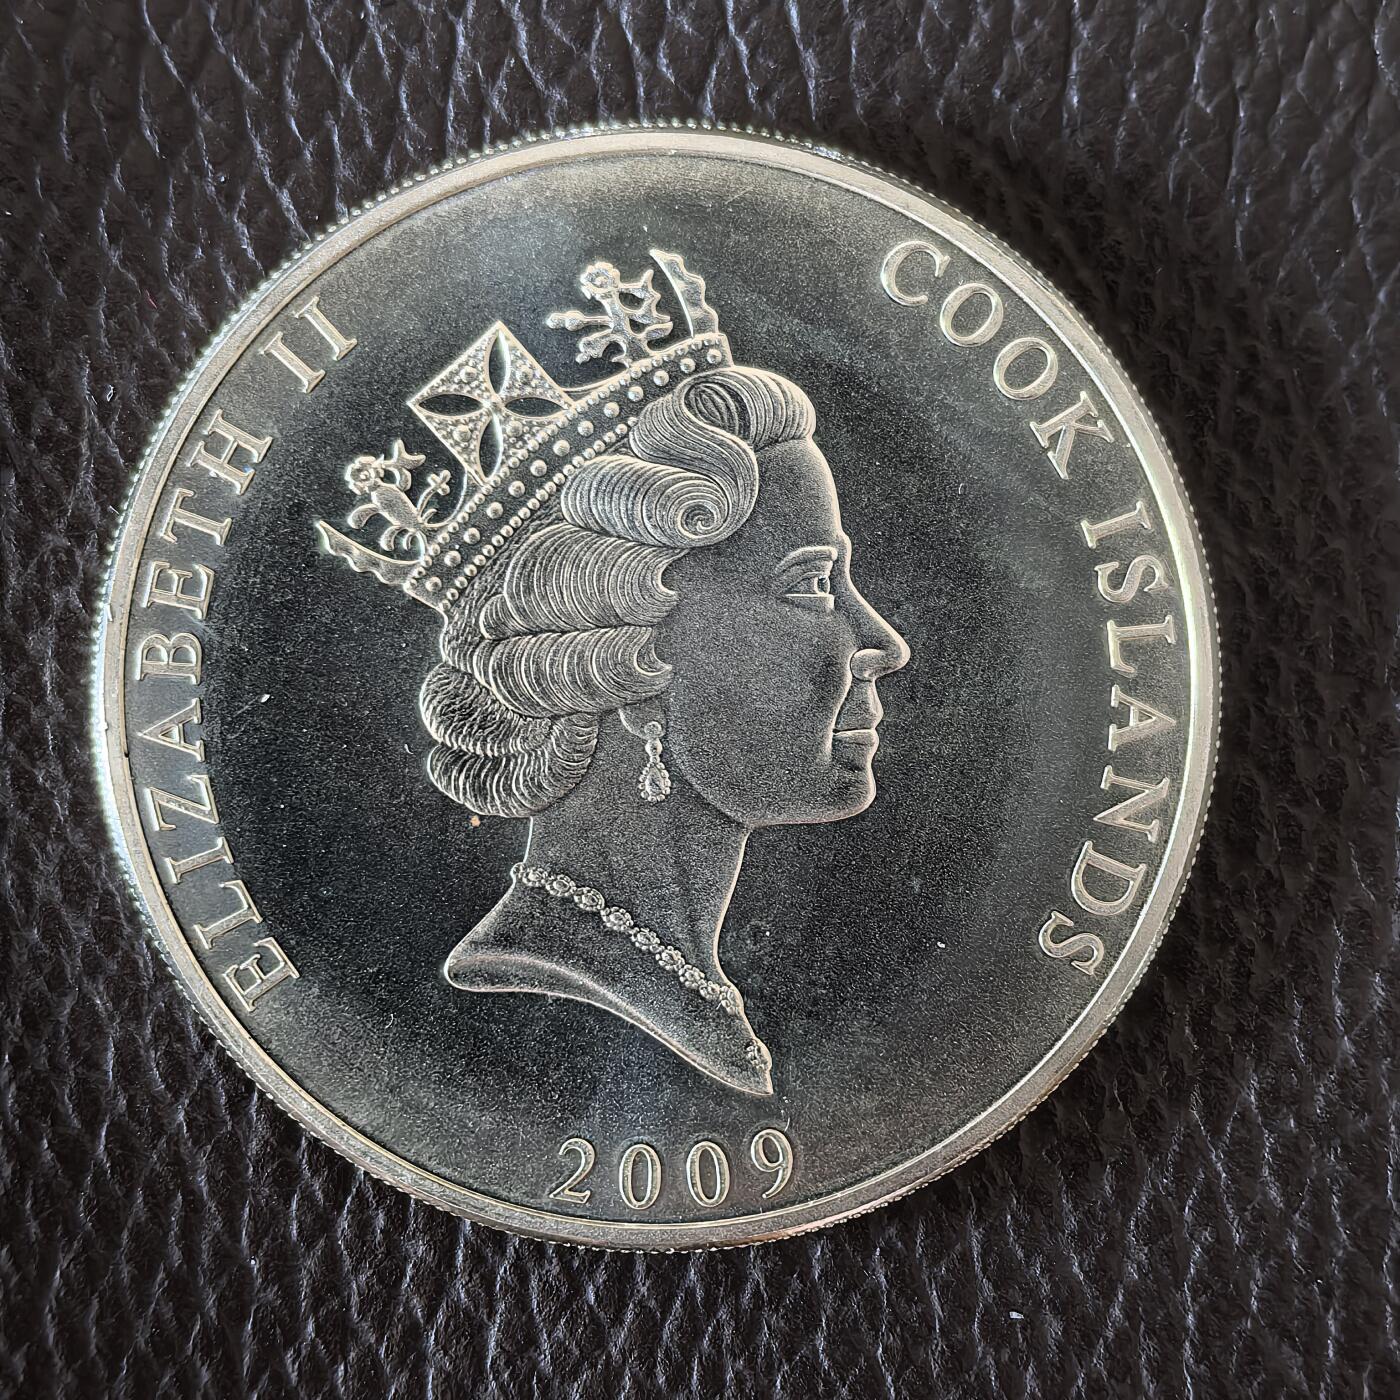 ELIZABETH II
COOK ISLANDS
2009